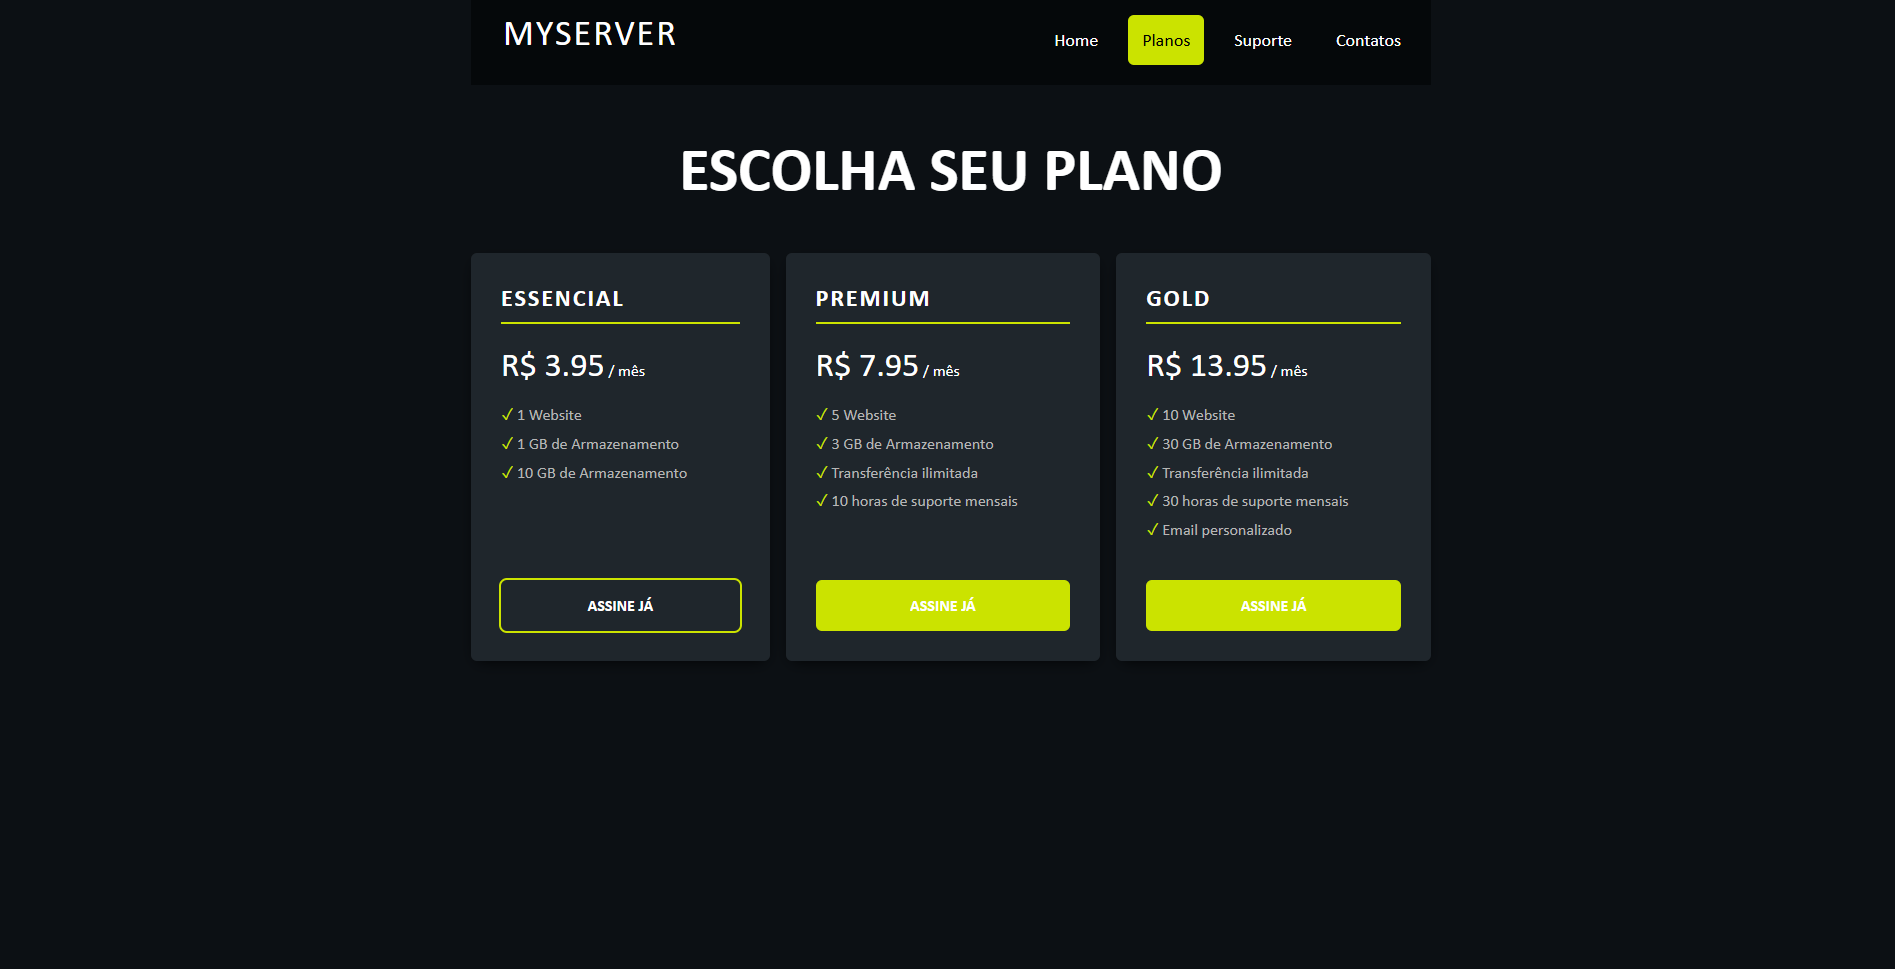 MYSERVER
Home Planos Suporte Contatos
ESCOLHA SEU PLANO
ESSENCIAL
R$ 3.95 / mês
✓ 1 Website
✓ 1 GB de Armazenamento
✓ 10 GB de Armazenamento
ASSINE JÁ
PREMIUM
R$ 7.95 / mês
✓ 5 Website
✓ 3 GB de Armazenamento
✓ Transferência ilimitada
✓ 10 horas de suporte mensais
ASSINE JÁ
GOLD
R$ 13.95 / mês
✓ 10 Website
✓ 30 GB de Armazenamento
✓ Transferência ilimitada
✓ 30 horas de suporte mensais
✓ Email personalizado
ASSINE JÁ